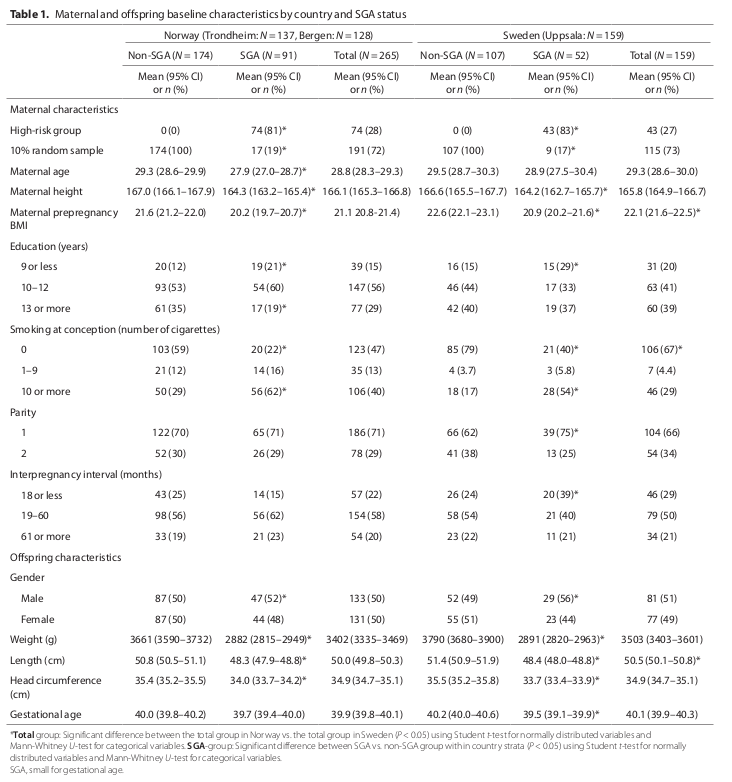 Table 1. Maternal and offspring baseline characteristics by country and SGA status
Norway (Trondheim: N = 137, Bergen: N = 128) Sweden (Uppsala: N = 159)
Non-SGA (N = 174) SGA (N = 91) Total (N = 265) Non-SGA (N = 107) SGA (N = 52) Total (N = 159)
Mean (95% CI) Mean (95% CI) Mean (95% CI) Mean (95% CI) Mean (95% CI) Mean (95% CI)
or n (%) or n (%) or n (%) or n (%) or n (%) or n (%)
Maternal characteristics
High-risk group 0 (0) 74 (81)* 74 (28) 0 (0) 43 (83)* 43 (27)
10% random sample 174 (100) 17 (19)* 191 (72) 107 (100) 9 (17)* 115 (73)
Maternal age 29.3 (28.6–29.9) 27.9 (27.0–28.7)* 28.8 (28.3–29.3) 29.5 (28.7–30.3) 28.9 (27.5–30.4) 29.3 (28.6–30.0)
Maternal height 167.0 (166.1–167.9) 164.3 (163.2–165.4)* 166.1 (165.3–166.8) 166.6 (165.5–167.7) 164.2 (162.7–165.7)* 165.8 (164.9–166.7)
Maternal prepregnancy 21.6 (21.2–22.0) 20.2 (19.7–20.7)* 21.1 20.8-21.4) 22.6 (22.1–23.1) 20.9 (20.2–21.6)* 22.1 (21.6–22.5)*
BMI
Education (years)
9 or less 20 (12) 19 (21)* 39 (15) 16 (15) 15 (29)* 31 (20)
10–12 93 (53) 54 (60) 147 (56) 46 (44) 17 (33) 63 (41)
13 or more 61 (35) 17 (19)* 77 (29) 42 (40) 19 (37) 60 (39)
Smoking at conception (number of cigarettes)
0 103 (59) 20 (22)* 123 (47) 85 (79) 21 (40)* 106 (67)*
1–9 21 (12) 14 (16) 35 (13) 4 (3.7) 3 (5.8) 7 (4.4)
10 or more 50 (29) 56 (62)* 106 (40) 18 (17) 28 (54)* 46 (29)
Parity
1 122 (70) 65 (71) 186 (71) 66 (62) 39 (75)* 104 (66)
2 52 (30) 26 (29) 78 (29) 41 (38) 13 (25) 54 (34)
Interpregnancy interval (months)
18 or less 43 (25) 14 (15) 57 (22) 26 (24) 20 (39)* 46 (29)
19–60 98 (56) 56 (62) 154 (58) 58 (54) 21 (40) 79 (50)
61 or more 33 (19) 21 (23) 54 (20) 23 (22) 11 (21) 34 (21)
Offspring characteristics
Gender
Male 87 (50) 47 (52)* 133 (50) 52 (49) 29 (56)* 81 (51)
Female 87 (50) 44 (48) 131 (50) 55 (51) 23 (44) 77 (49)
Weight (g) 3661 (3590–3732) 2882 (2815–2949)* 3402 (3335–3469) 3790 (3680–3900) 2891 (2820–2963)* 3503 (3403–3601)
Length (cm) 50.8 (50.5–51.1) 48.3 (47.9–48.8)* 50.0 (49.8–50.3) 51.4 (50.9–51.9) 48.4 (48.0–48.8)* 50.5 (50.1–50.8)*
Head circumference 35.4 (35.2–35.5) 34.0 (33.7–34.2)* 34.9 (34.7–35.1) 35.5 (35.2–35.8) 33.7 (33.4–33.9)* 34.9 (34.7–35.1)
(cm)
Gestational age 40.0 (39.8–40.2) 39.7 (39.4–40.0) 39.9 (39.8–40.1) 40.2 (40.0–40.6) 39.5 (39.1–39.9)* 40.1 (39.9–40.3)
*Total group: Significant difference between the total group in Norway vs. the total group in Sweden (P < 0.05) using Student t-test for normally distributed variables and
Mann-Whitney U-test for categorical variables. SGA-group: Significant difference between SGA vs. non-SGA group with in country strata (P < 0.05) using Student t-test for normally
distributed variables and Mann-Whitney U-test for categorical variables.
SGA, small for gestational age.